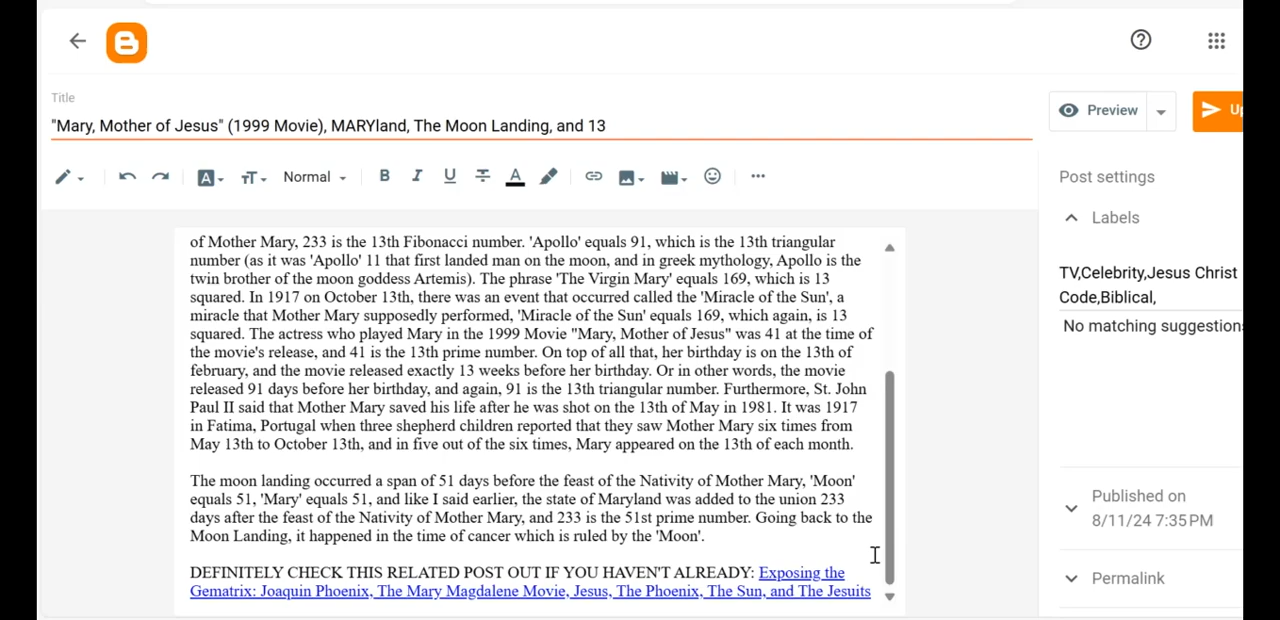 Title
"Mary, Mother of Jesus" (1999 Movie), MARYland, The Moon Landing, and 13
Preview
Up
Normal
Post settings
Labels
TV,Celebrity,Jesus Christ
Code,Biblical,
No matching suggestions
Published on
8/11/24 7:35 PM
Permalink
of Mother Mary, 233 is the 13th Fibonacci number. 'Apollo' equals 91, which is the 13th triangular
number (as it was 'Apollo' 11 that first landed man on the moon, and in greek mythology, Apollo is the
twin brother of the moon goddess Artemis). The phrase 'The Virgin Mary' equals 169, which is 13
squared. In 1917 on October 13th, there was an event that occurred called the 'Miracle of the Sun', a
miracle that Mother Mary supposedly performed, 'Miracle of the Sun' equals 169, which again, is 13
squared. The actress who played Mary in the 1999 Movie "Mary, Mother of Jesus" was 41 at the time of
the movie's release, and 41 is the 13th prime number. On top of all that, her birthday is on the 13th of
february, and the movie released exactly 13 weeks before her birthday. Or in other words, the movie
released 91 days before her birthday, and again, 91 is the 13th triangular number. Furthermore, St. John
Paul II said that Mother Mary saved his life after he was shot on the 13th of May in 1981. It was 1917
in Fatima, Portugal when three shepherd children reported that they saw Mother Mary six times from
May 13th to October 13th, and in five out of the six times, Mary appeared on the 13th of each month.
The moon landing occurred a span of 51 days before the feast of the Nativity of Mother Mary, 'Moon'
equals 51, 'Mary' equals 51, and like I said earlier, the state of Maryland was added to the union 233
days after the feast of the Nativity of Mother Mary, and 233 is the 51st prime number. Going back to the
Moon Landing, it happened in the time of cancer which is ruled by the 'Moon'.
DEFINITELY CHECK THIS RELATED POST OUT IF YOU HAVEN'T ALREADY: Exposing the
Gematrix: Joaquin Phoenix, The Mary Magdalene Movie, Jesus, The Phoenix, The Sun, and The Jesuits